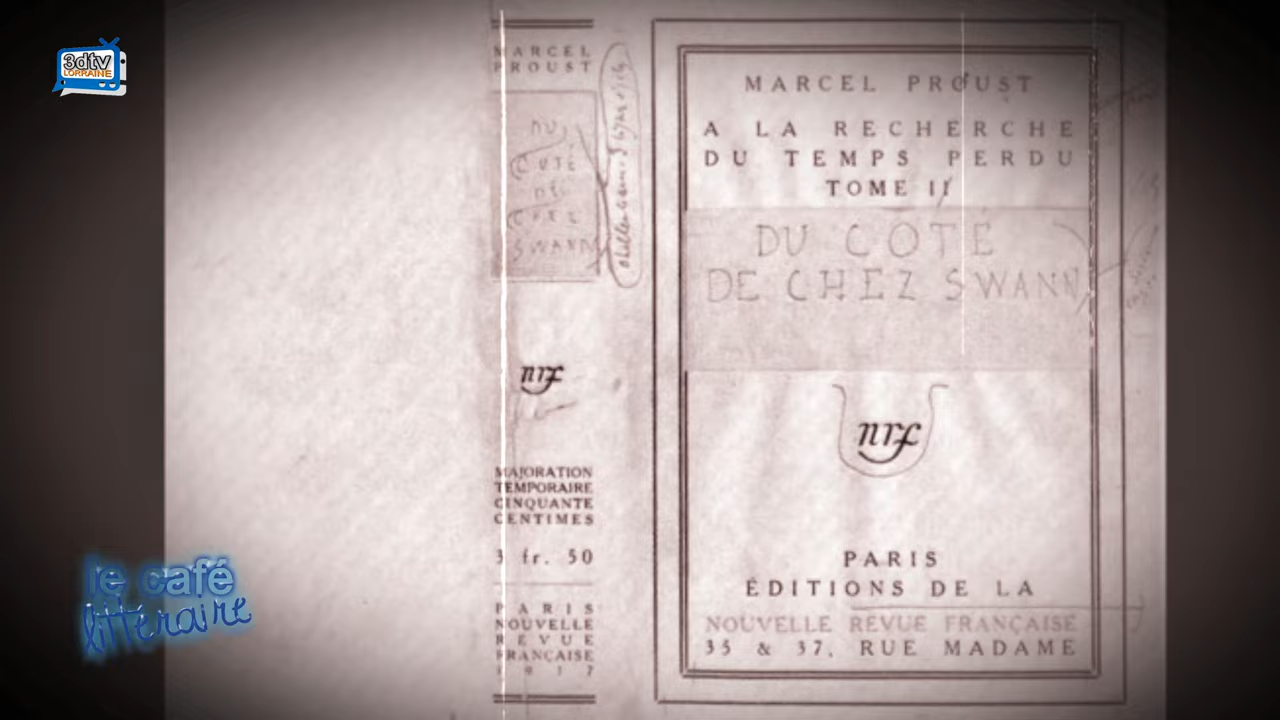 3dtv
LORRAINE
MARCEL
PROUST
DU
CÔTÉ
DE
CHEZ
SWANN
nrf
MAJORATION
TEMPORAIRE
CINQUANTE
CENTIMES
3 fr. 50
PARIS
NOUVELLE
REVUE
FRANÇAISE
1917
MARCEL PROUST
A LA RECHERCHE
DU TEMPS PERDU
TOME II
DU COTÉ
DE CHEZ SWANN
nrf
PARIS
ÉDITIONS DE LA
NOUVELLE REVUE FRANÇAISE
35 & 37, RUE MADAME
le café
littéraire